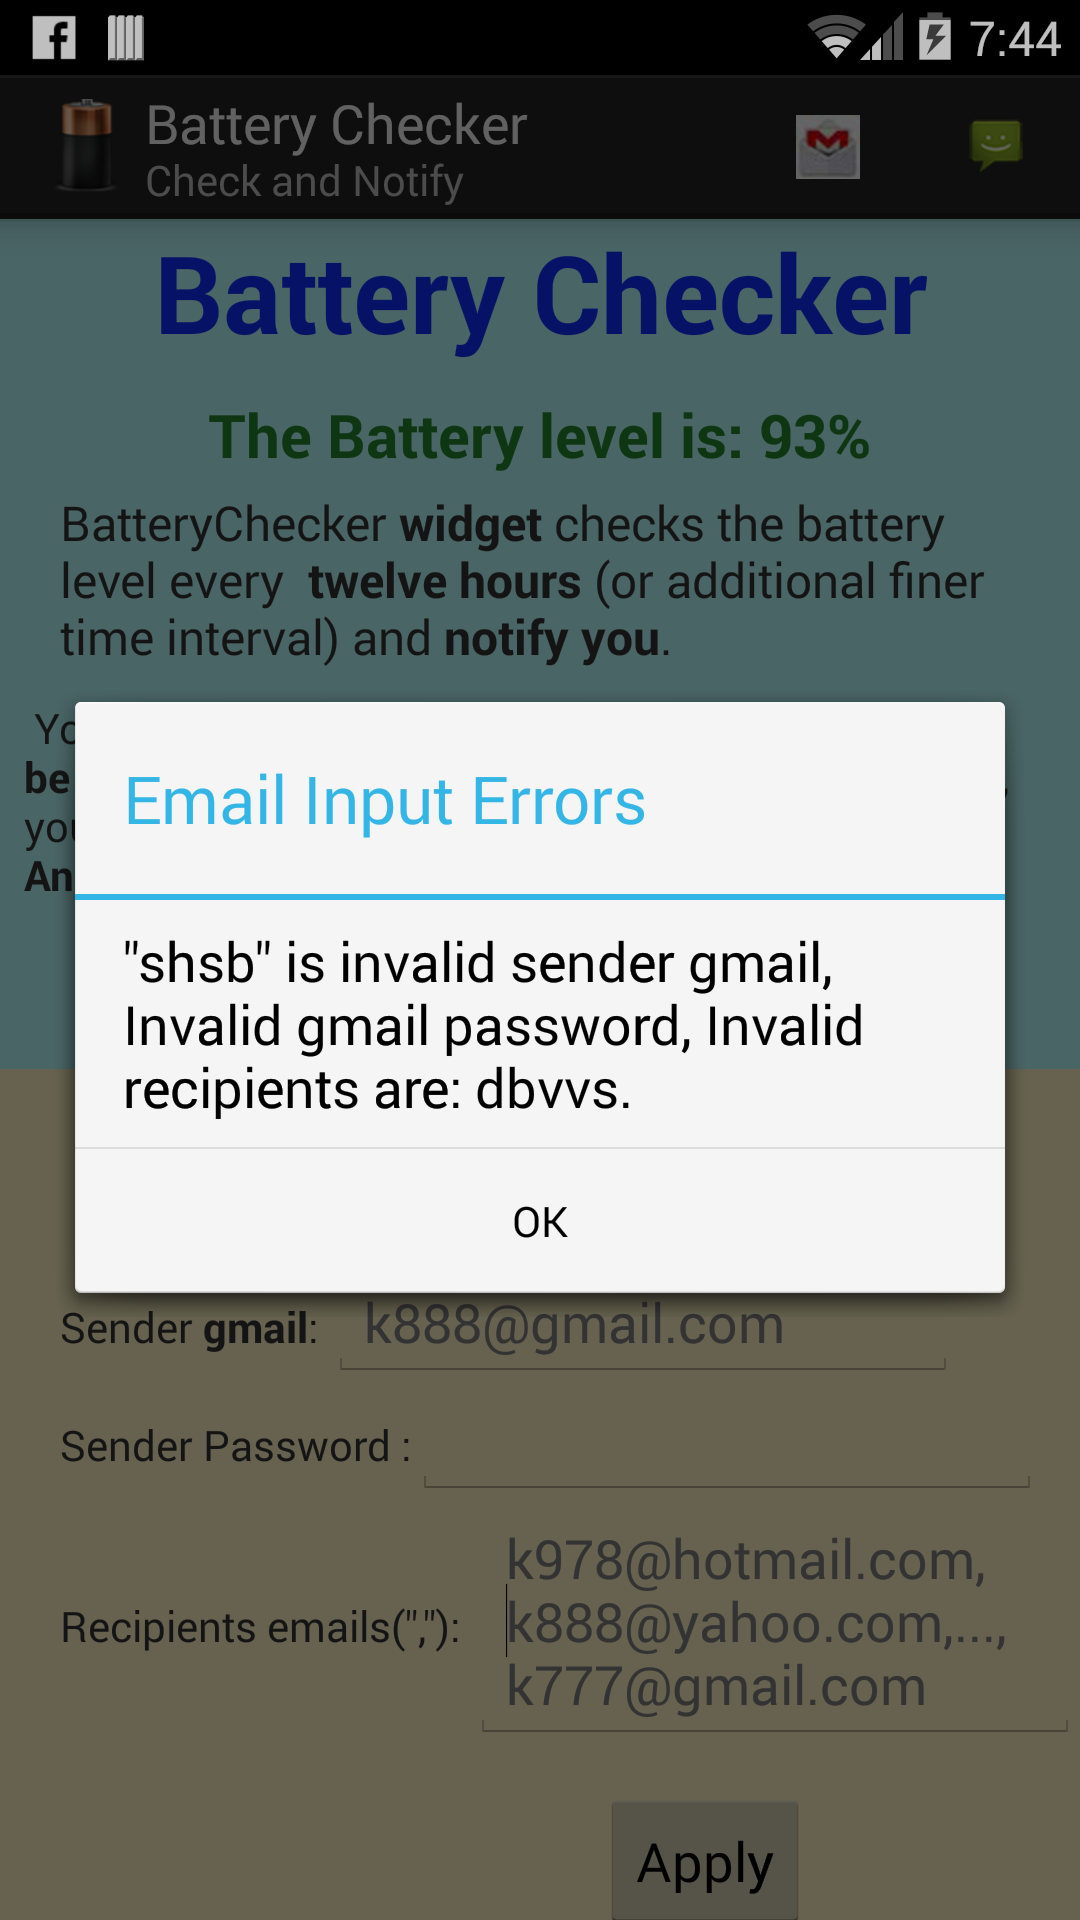 7:44
Battery Checker
Check and Notify
Battery Checker
The Battery level is: 93%
BatteryChecker widget checks the battery
level every twelve hours (or additional finer
time interval) and notify you.
be
Email Input Errors
"shsb" is invalid sender gmail,
Invalid gmail password, Invalid
recipients are: dbvvs.
OK
Sender gmail: k888@gmail.com
Sender Password :
k978@hotmail.com,
Recipients emails(","): k888@yahoo.com,...,
k777@gmail.com
Apply